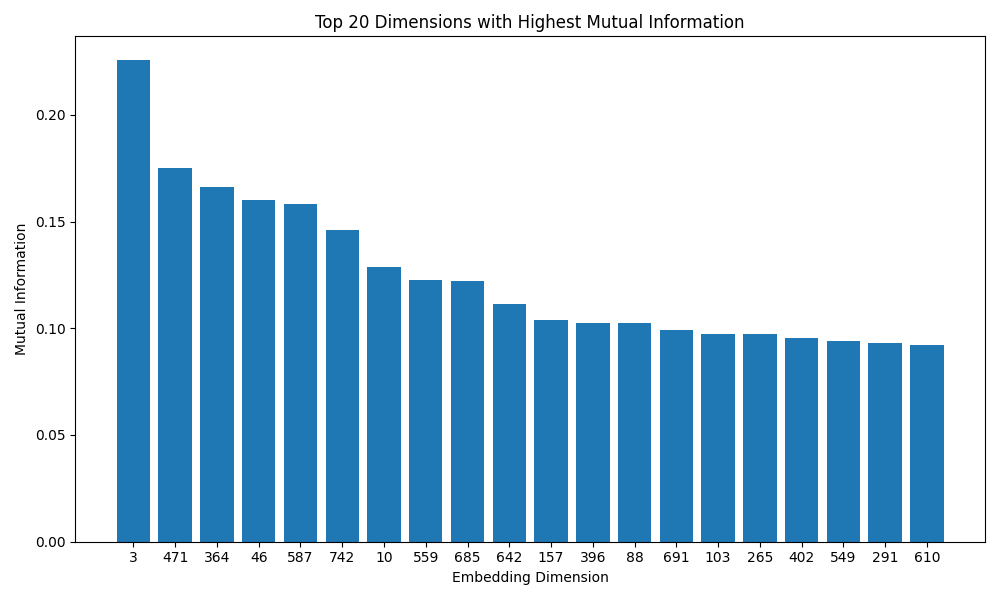 Top 20 Dimensions with Highest Mutual Information
Mutual Information
0.20
0.15
0.10
0.05
0.00
3 471 364 46 587 742 10 559 685 642 157 396 88 691 103 265 402 549 291 610
Embedding Dimension